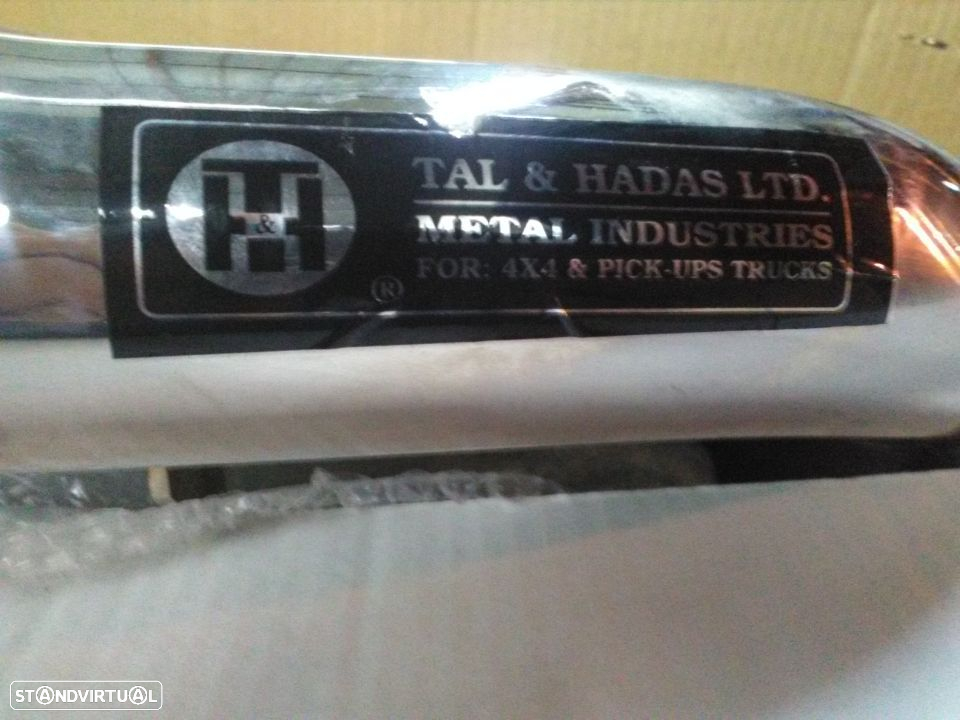 T&H
TAL & HADAS LTD.
METAL INDUSTRIES
FOR: 4X4 & PICK-UPS TRUCKS
®
STANDVIRTUAL